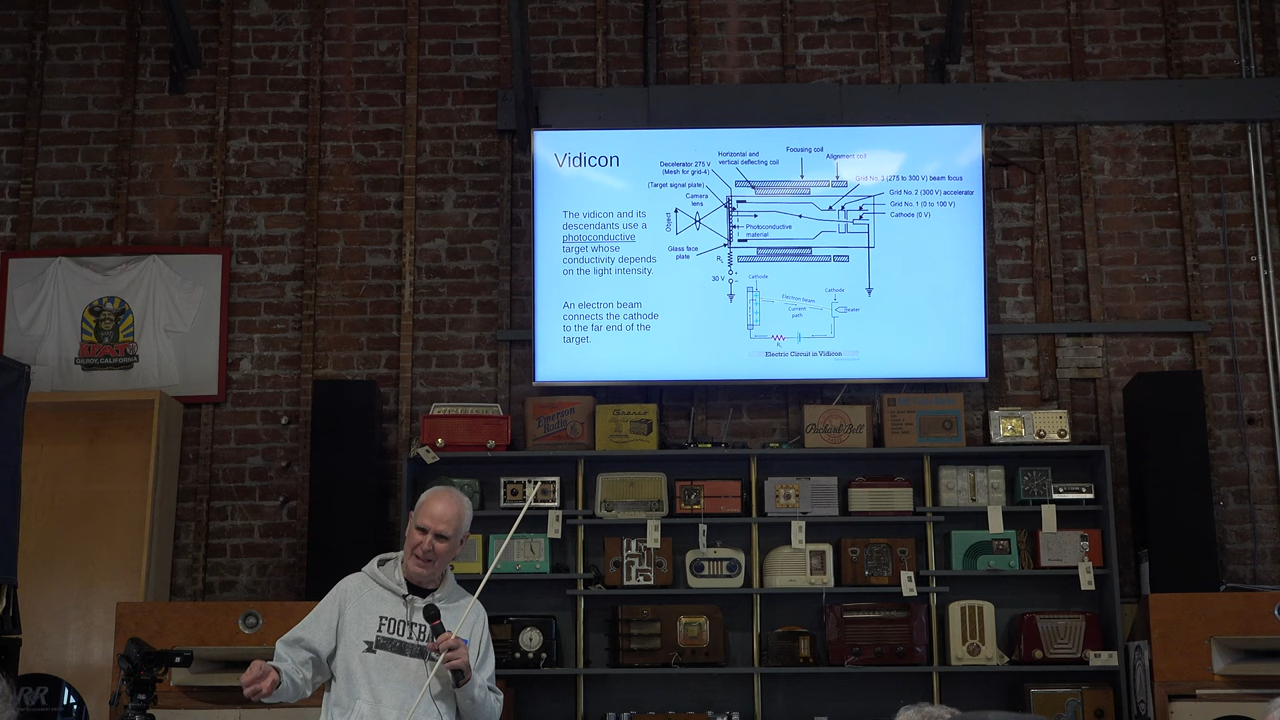 Vidicon
Focusing coil
Horizontal and
vertical deflecting coil
Alignment coil
Decelerator 275 V
(Mesh for grid-4)
Grid No. 3 (275 to 300 V) beam focus
(Target signal plate)
Grid No. 2 (300 V) accelerator
Camera
lens
Grid No. 1 (0 to 100 V)
Cathode (0 V)
Object
Photoconductive
material
Glass face
plate
RL
30 V
+
The vidicon and its
descendants use a
photoconductive
target whose
conductivity depends
on the light intensity.
An electron beam
connects the cathode
to the far end of the
target.
Cathode
Cathode
Electron beam
Current
path
Heater
RL
Electric Circuit in Vidicon
GILROY, CALIFORNIA
Emerson
Radio
Packard-Bell
FOOTBA
RR